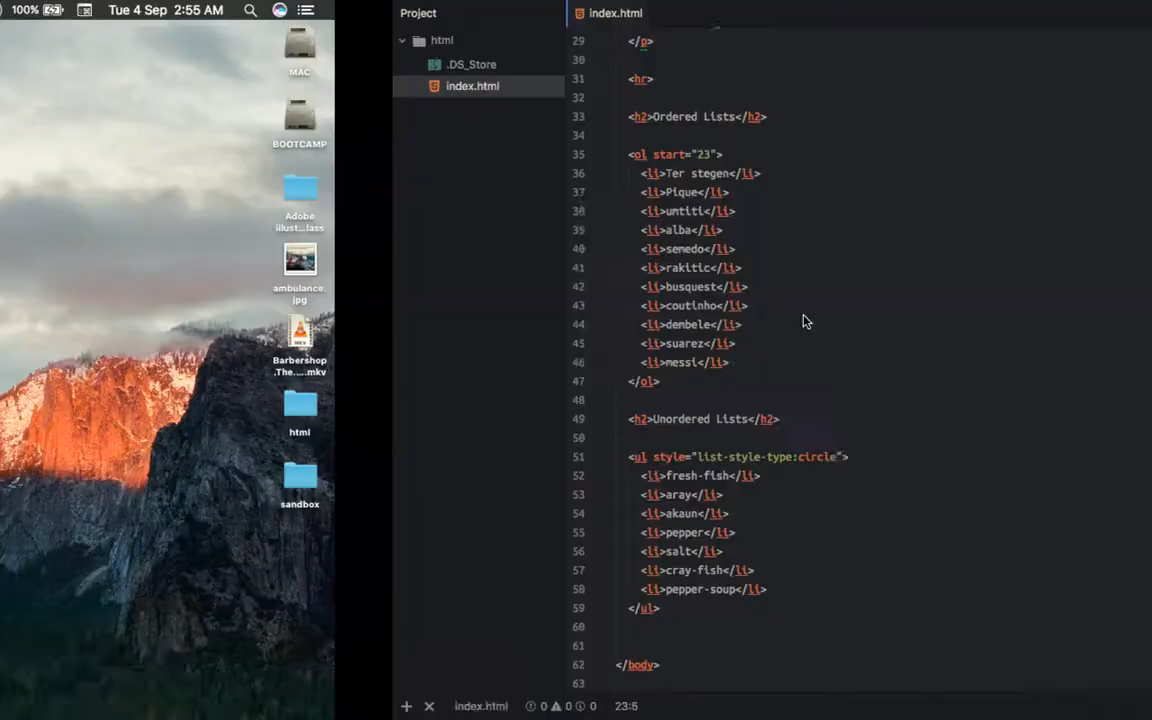 100% Tue 4 Sep 2:55 AM
MAC
BOOTCAMP
Adobe
illust...lass
ambulance.
jpg
Barbershop
.The....mkv
html
sandbox
Project
html
.DS_Store
index.html
index.html
29 </p>
30
31 <hr>
32
33 <h2>Ordered Lists</h2>
34
35 <ol start="23">
36 <li>Ter stegen</li>
37 <li>Pique</li>
38 <li>umtiti</li>
39 <li>alba</li>
40 <li>semedo</li>
41 <li>rakitic</li>
42 <li>busquest</li>
43 <li>coutinho</li>
44 <li>dembele</li>
45 <li>suarez</li>
46 <li>messi</li>
47 </ol>
48
49 <h2>Unordered Lists</h2>
50
51 <ul style="list-style-type:circle">
52 <li>fresh-fish</li>
53 <li>aray</li>
54 <li>akaun</li>
55 <li>pepper</li>
56 <li>salt</li>
57 <li>cray-fish</li>
58 <li>pepper-soup</li>
59 </ul>
60
61
62 </body>
63
index.html 0 0 0 23:5